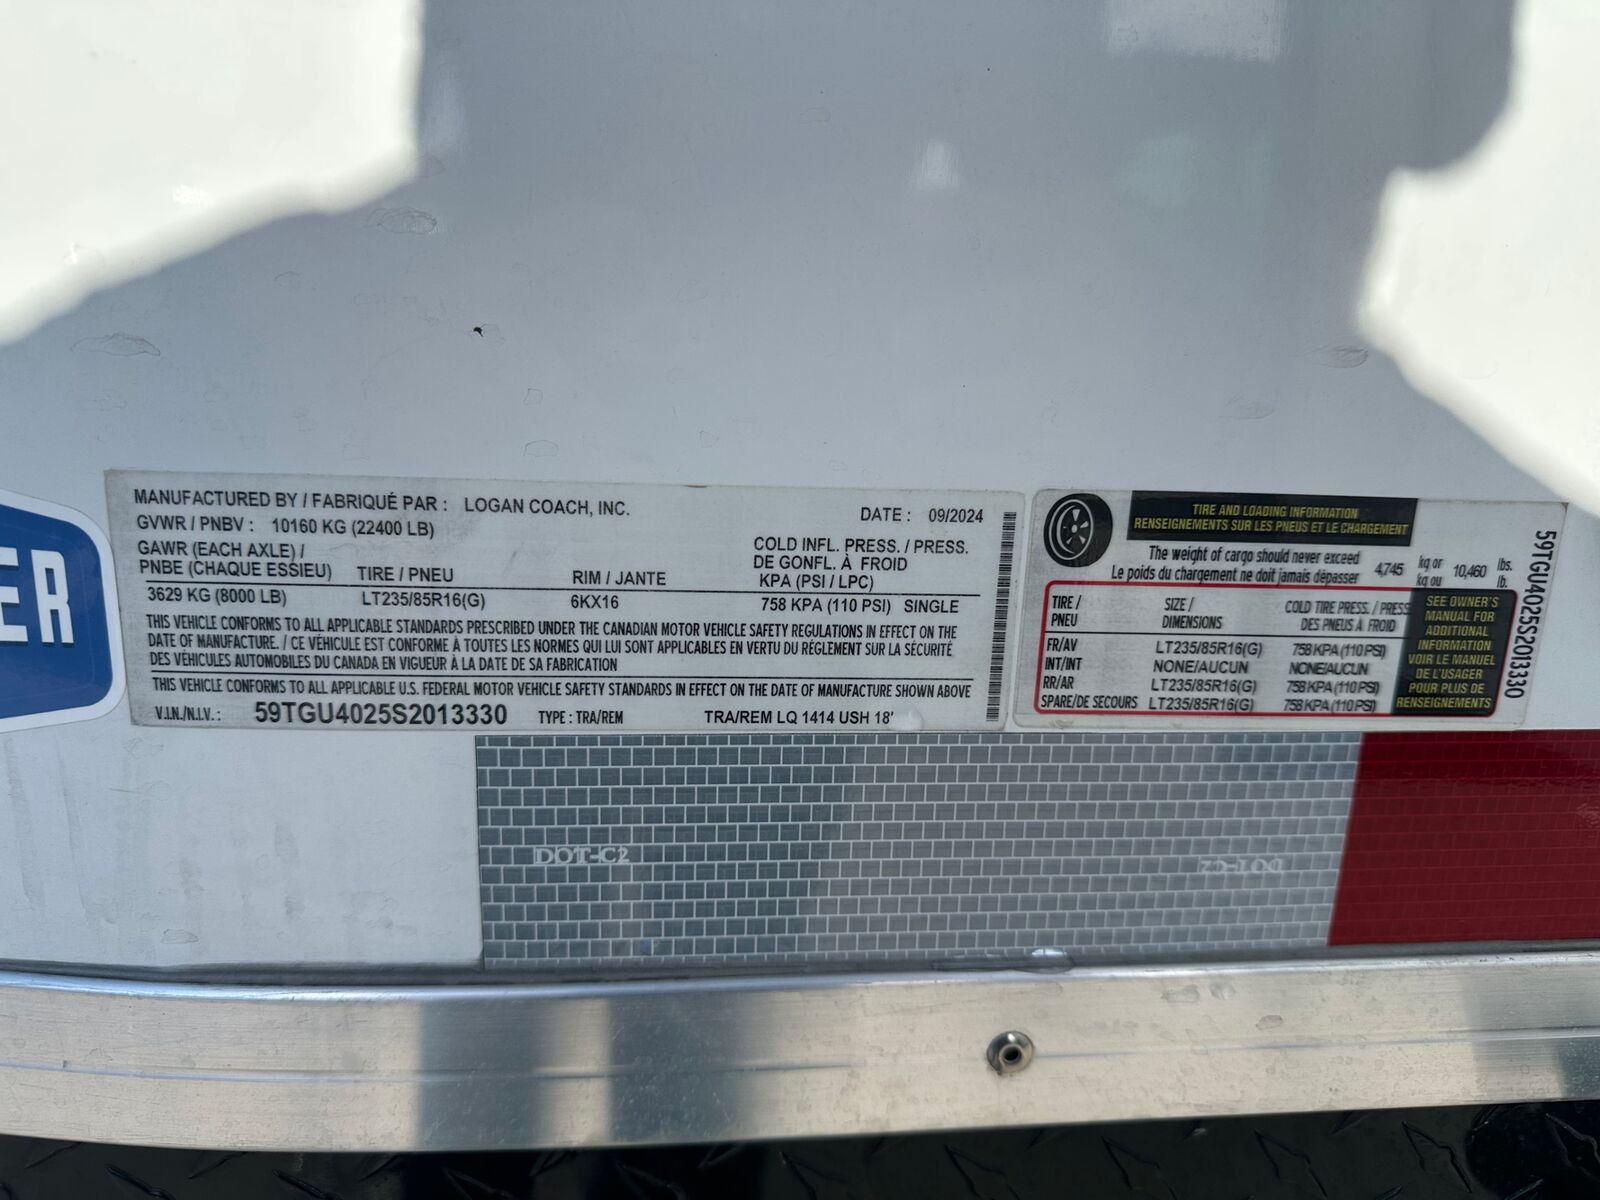 ER
MANUFACTURED BY / FABRIQUÉ PAR : LOGAN COACH, INC.
DATE : 09/2024
GVWR / PNBV : 10160 KG (22400 LB)
GAWR (EACH AXLE) /
PNBE (CHAQUE ESSIEU) TIRE / PNEU RIM / JANTE
COLD INFL. PRESS. / PRESS.
DE GONFL. À FROID
KPA (PSI / LPC)
3629 KG (8000 LB) LT235/85R16(G) 6KX16 758 KPA (110 PSI) SINGLE
THIS VEHICLE CONFORMS TO ALL APPLICABLE STANDARDS PRESCRIBED UNDER THE CANADIAN MOTOR VEHICLE SAFETY REGULATIONS IN EFFECT ON THE
DATE OF MANUFACTURE. / CE VÉHICULE EST CONFORME À TOUTES LES NORMES QUI LUI SONT APPLICABLES EN VERTU DU RÈGLEMENT SUR LA SÉCURITÉ
DES VÉHICULES AUTOMOBILES DU CANADA EN VIGUEUR À LA DATE DE SA FABRICATION
THIS VEHICLE CONFORMS TO ALL APPLICABLE U.S. FEDERAL MOTOR VEHICLE SAFETY STANDARDS IN EFFECT ON THE DATE OF MANUFACTURE SHOWN ABOVE
V.I.N./N.I.V.: 59TGU4025S2013330 TYPE : TRA/REM TRA/REM LQ 1414 USH 18'
TIRE AND LOADING INFORMATION
RENSEIGNEMENTS SUR LES PNEUS ET LE CHARGEMENT
The weight of cargo should never exceed
Le poids du chargement ne doit jamais dépasser
4,745 kg or kg ou 10,460 lbs. lb.
TIRE / PNEU SIZE / DIMENSIONS COLD TIRE PRESS. / PRESS DES PNEUS À FROID
FR/AV LT235/85R16(G) 758 KPA (110 PSI)
INT/INT NONE/AUCUN NONE/AUCUN
RR/AR LT235/85R16(G) 758 KPA (110 PSI)
SPARE/DE SECOURS LT235/85R16(G) 758 KPA (110 PSI)
SEE OWNER'S
MANUAL FOR
ADDITIONAL
INFORMATION
VOIR LE MANUEL
DE L'USAGER
POUR PLUS DE
RENSEIGNEMENTS
59TGU4025S2013330
DOT-C2
DOT-C2